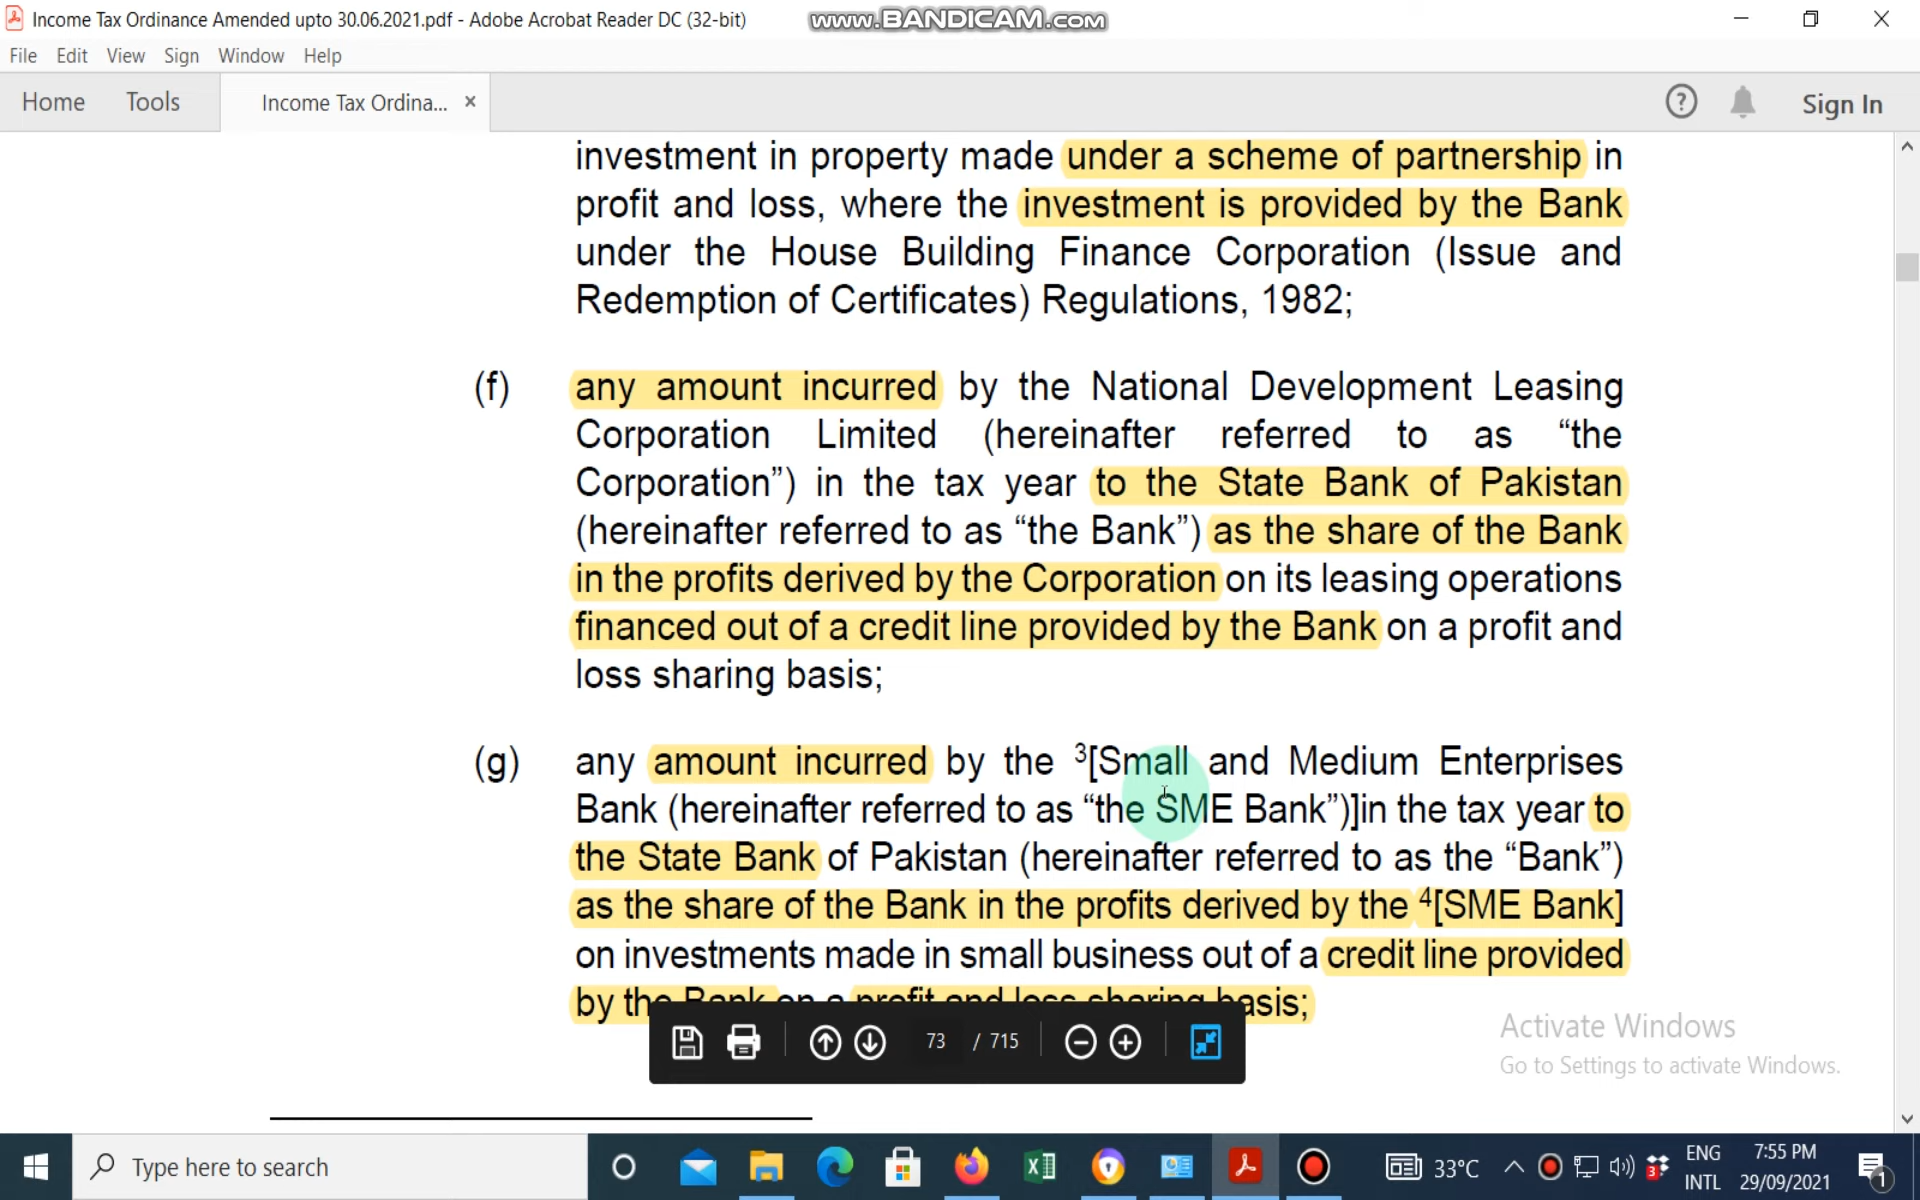 Income Tax Ordinance Amended upto 30.06.2021.pdf - Adobe Acrobat Reader DC (32-bit)
www.BANDICAM.com
File Edit View Sign Window Help
Home Tools Income Tax Ordina... × ? Sign In
investment in property made under a scheme of partnership in
profit and loss, where the investment is provided by the Bank
under the House Building Finance Corporation (Issue and
Redemption of Certificates) Regulations, 1982;
(f) any amount incurred by the National Development Leasing
Corporation Limited (hereinafter referred to as “the
Corporation”) in the tax year to the State Bank of Pakistan
(hereinafter referred to as “the Bank”) as the share of the Bank
in the profits derived by the Corporation on its leasing operations
financed out of a credit line provided by the Bank on a profit and
loss sharing basis;
(g) any amount incurred by the 3[Small and Medium Enterprises
Bank (hereinafter referred to as “the SME Bank”)]in the tax year to
the State Bank of Pakistan (hereinafter referred to as the “Bank”)
as the share of the Bank in the profits derived by the 4[SME Bank]
on investments made in small business out of a credit line provided
by the Bank on a profit and loss sharing basis;
73 / 715
Activate Windows
Go to Settings to activate Windows.
Type here to search
33°C
ENG
INTL
7:55 PM
29/09/2021
3
1